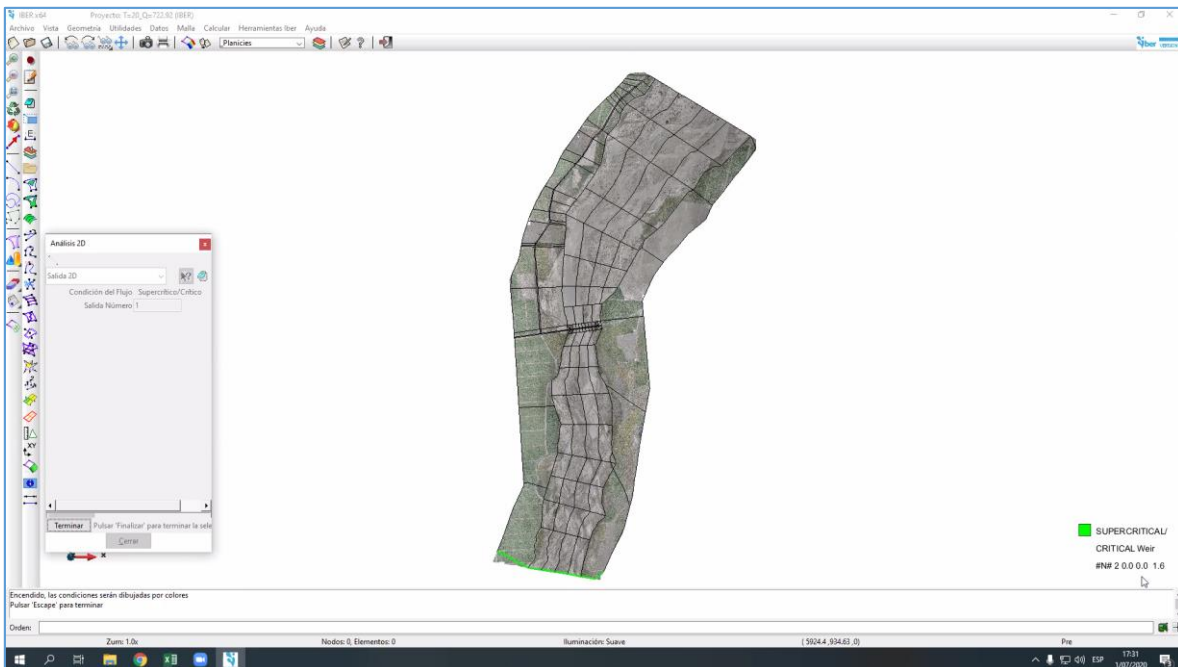 IBER x64 Proyecto: T=20_Q=722.92 (IBER)
Archivo Vista Geometría Utilidades Datos Malla Calcular Herramientas Iber Ayuda
Planicies
Iber
Análisis 2D
Salida 2D
Condición del Flujo Supercrítico/Crítico
Salida Número 1
Terminar Pulsar 'Finalizar' para terminar la sele
Cerrar
x
SUPERCRITICAL/
CRITICAL Weir
#N# 2 0.0 0.0 1.6
Encendido, las condiciones serán dibujadas por colores
Pulsar 'Escape' para terminar
Orden:
Zum: 1.0x Nodos: 0, Elementos: 0 Iluminación: Suave ( 5924.4 ,934.63 ,0) Pre
ESP 17:31
1/07/2020